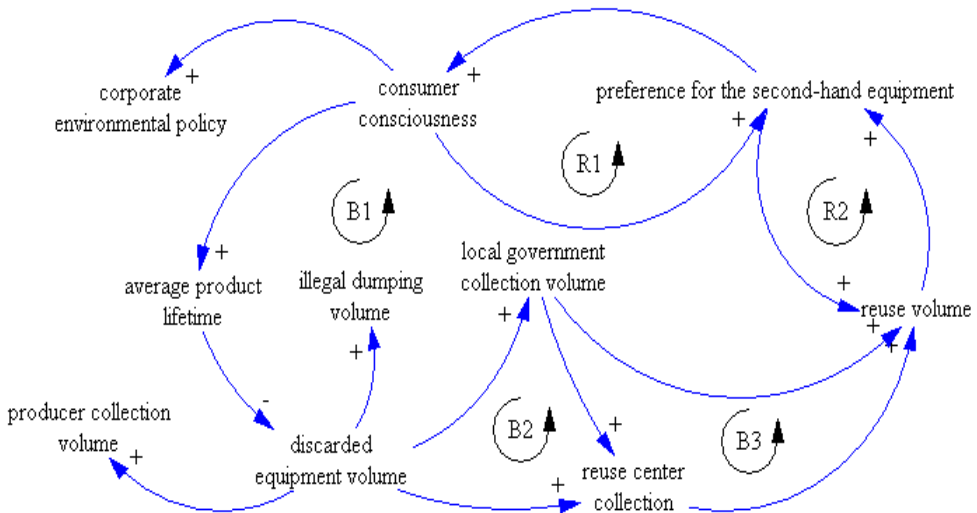 corporate
environmental policy
+
consumer
consciousness
+
preference for the second-hand equipment
+
+
R1
B1
R2
+
average product
lifetime
illegal dumping
volume
+
local government
collection volume
+
+
reuse volume
+
+
-
producer collection
volume
+
discarded
equipment volume
B2
+
B3
+
reuse center
collection